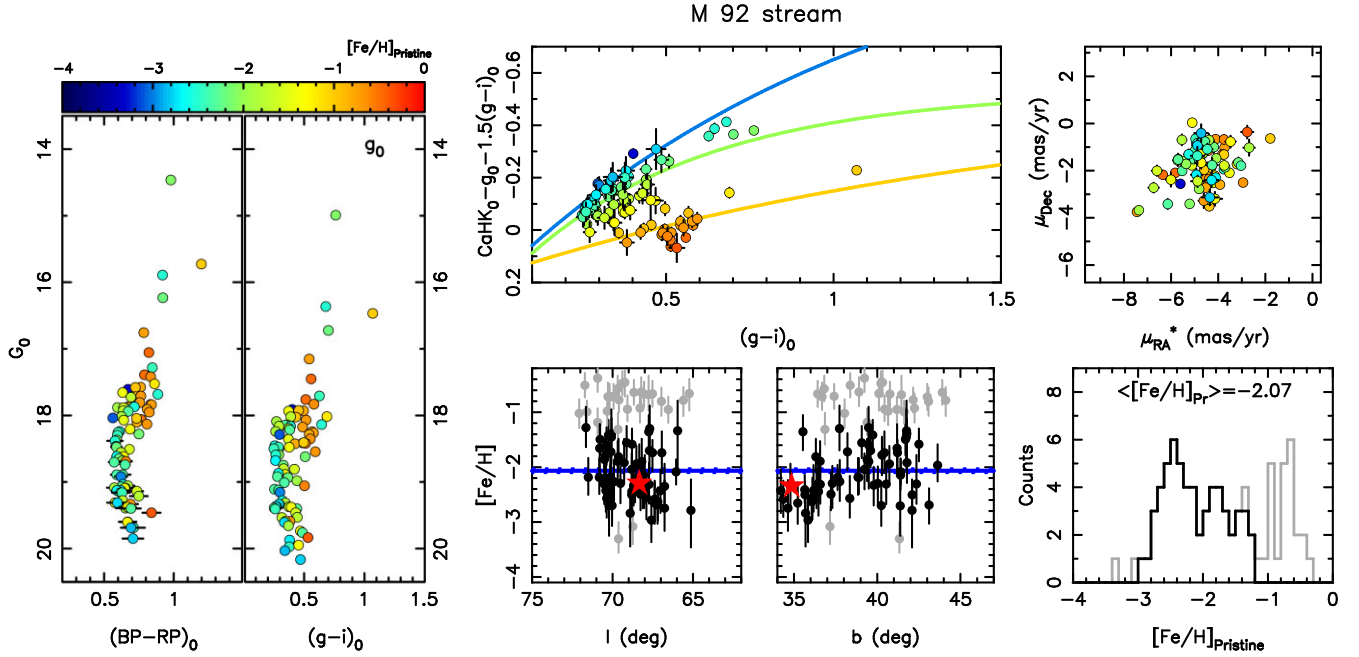 M 92 stream
[Fe/H]Pristine
−4 −3 −2 −1 0
g0
14 16 18 20
G0
14 16 18 20
0.5 1
(BP−RP)0
0.5 1
(g−i)0
CaHK0−g0−1.5(g−i)0
−0.6 −0.4 −0.2 0 0.2
0.5 1 1.5
(g−i)0
μDec (mas/yr)
2 0 −2 −4 −6
−8 −6 −4 −2 0
μRA* (mas/yr)
[Fe/H]
−1 −2 −3 −4
75 70 65
l (deg)
35 40 45
b (deg)
<[Fe/H]Pr>=−2.07
Counts
8 6 4 2 0
−4 −3 −2 −1 0
[Fe/H]Pristine